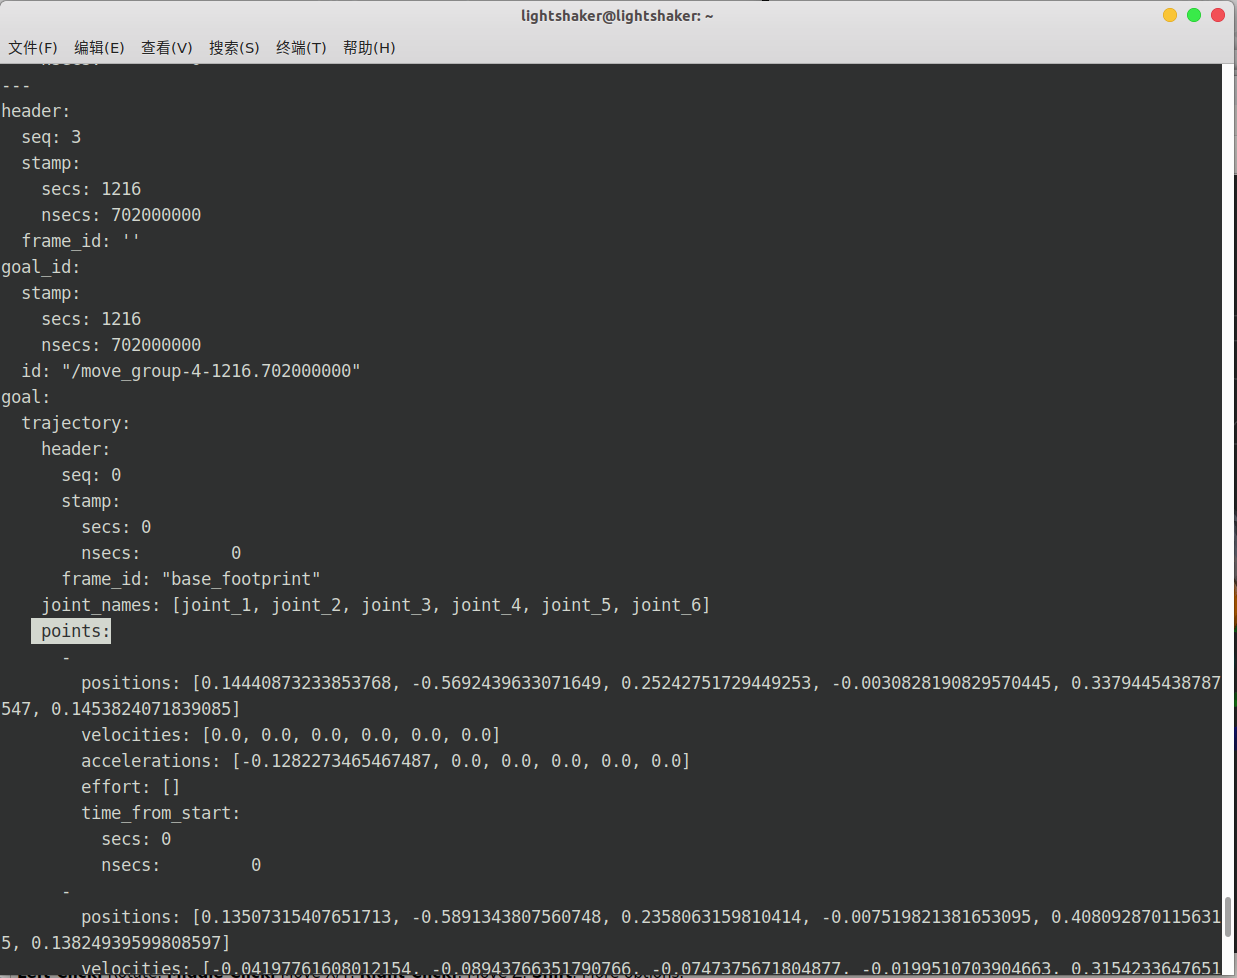 lightshaker@lightshaker: ~
文件(F) 编辑(E) 查看(V) 搜索(S) 终端(T) 帮助(H)
---
header:
  seq: 3
  stamp:
    secs: 1216
    nsecs: 702000000
  frame_id: ''
goal_id:
  stamp:
    secs: 1216
    nsecs: 702000000
  id: "/move_group-4-1216.702000000"
goal:
  trajectory:
    header:
      seq: 0
      stamp:
        secs: 0
        nsecs:         0
      frame_id: "base_footprint"
    joint_names: [joint_1, joint_2, joint_3, joint_4, joint_5, joint_6]
    points:
      -
        positions: [0.14440873233853768, -0.5692439633071649, 0.25242751729449253, -0.0030828190829570445, 0.3379445438787
547, 0.1453824071839085]
        velocities: [0.0, 0.0, 0.0, 0.0, 0.0, 0.0]
        accelerations: [-0.1282273465467487, 0.0, 0.0, 0.0, 0.0, 0.0]
        effort: []
        time_from_start:
          secs: 0
          nsecs:         0
      -
        positions: [0.13507315407651713, -0.5891343807560748, 0.2358063159810414, -0.007519821381653095, 0.408092870115631
5, 0.13824939599808597]
        velocities: [-0.04197761608012154, -0.08943766351790766, -0.0747375671804877, -0.0199510703904663, 0.3154233647651